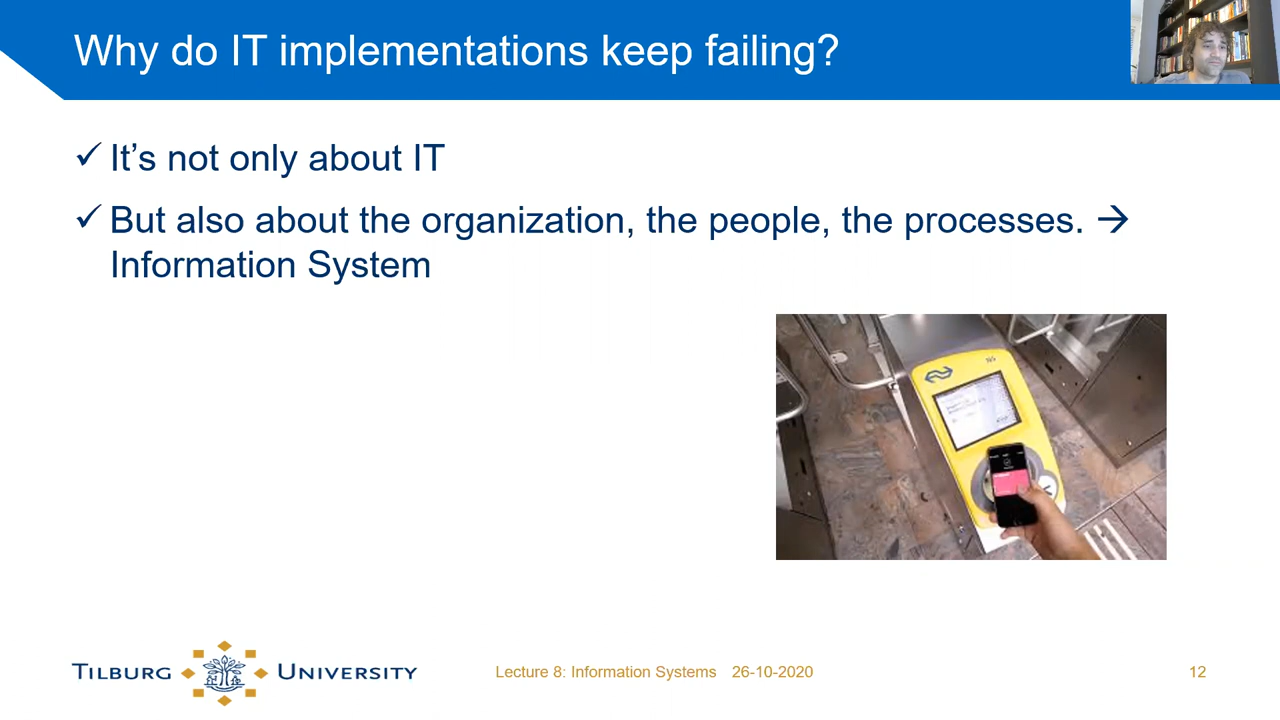 Why do IT implementations keep failing?
✓ It’s not only about IT
✓ But also about the organization, the people, the processes. →
Information System
TILBURG UNIVERSITY
Lecture 8: Information Systems 26-10-2020
12